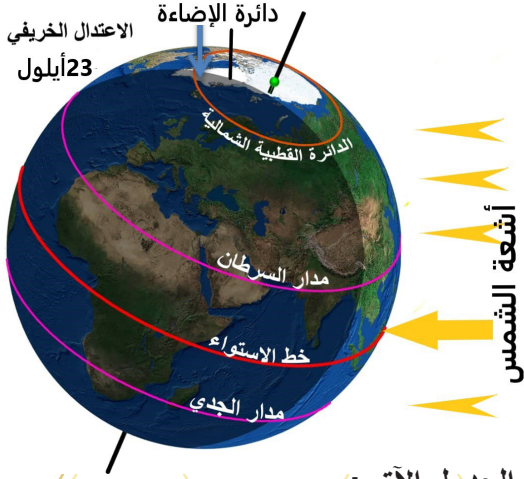 دائرة الإضاءة
الاعتدال الخريفي
23أيلول
الدائرة القطبية الشمالية
أشعة الشمس
مدار السرطان
خط الاستواء
مدار الجدي